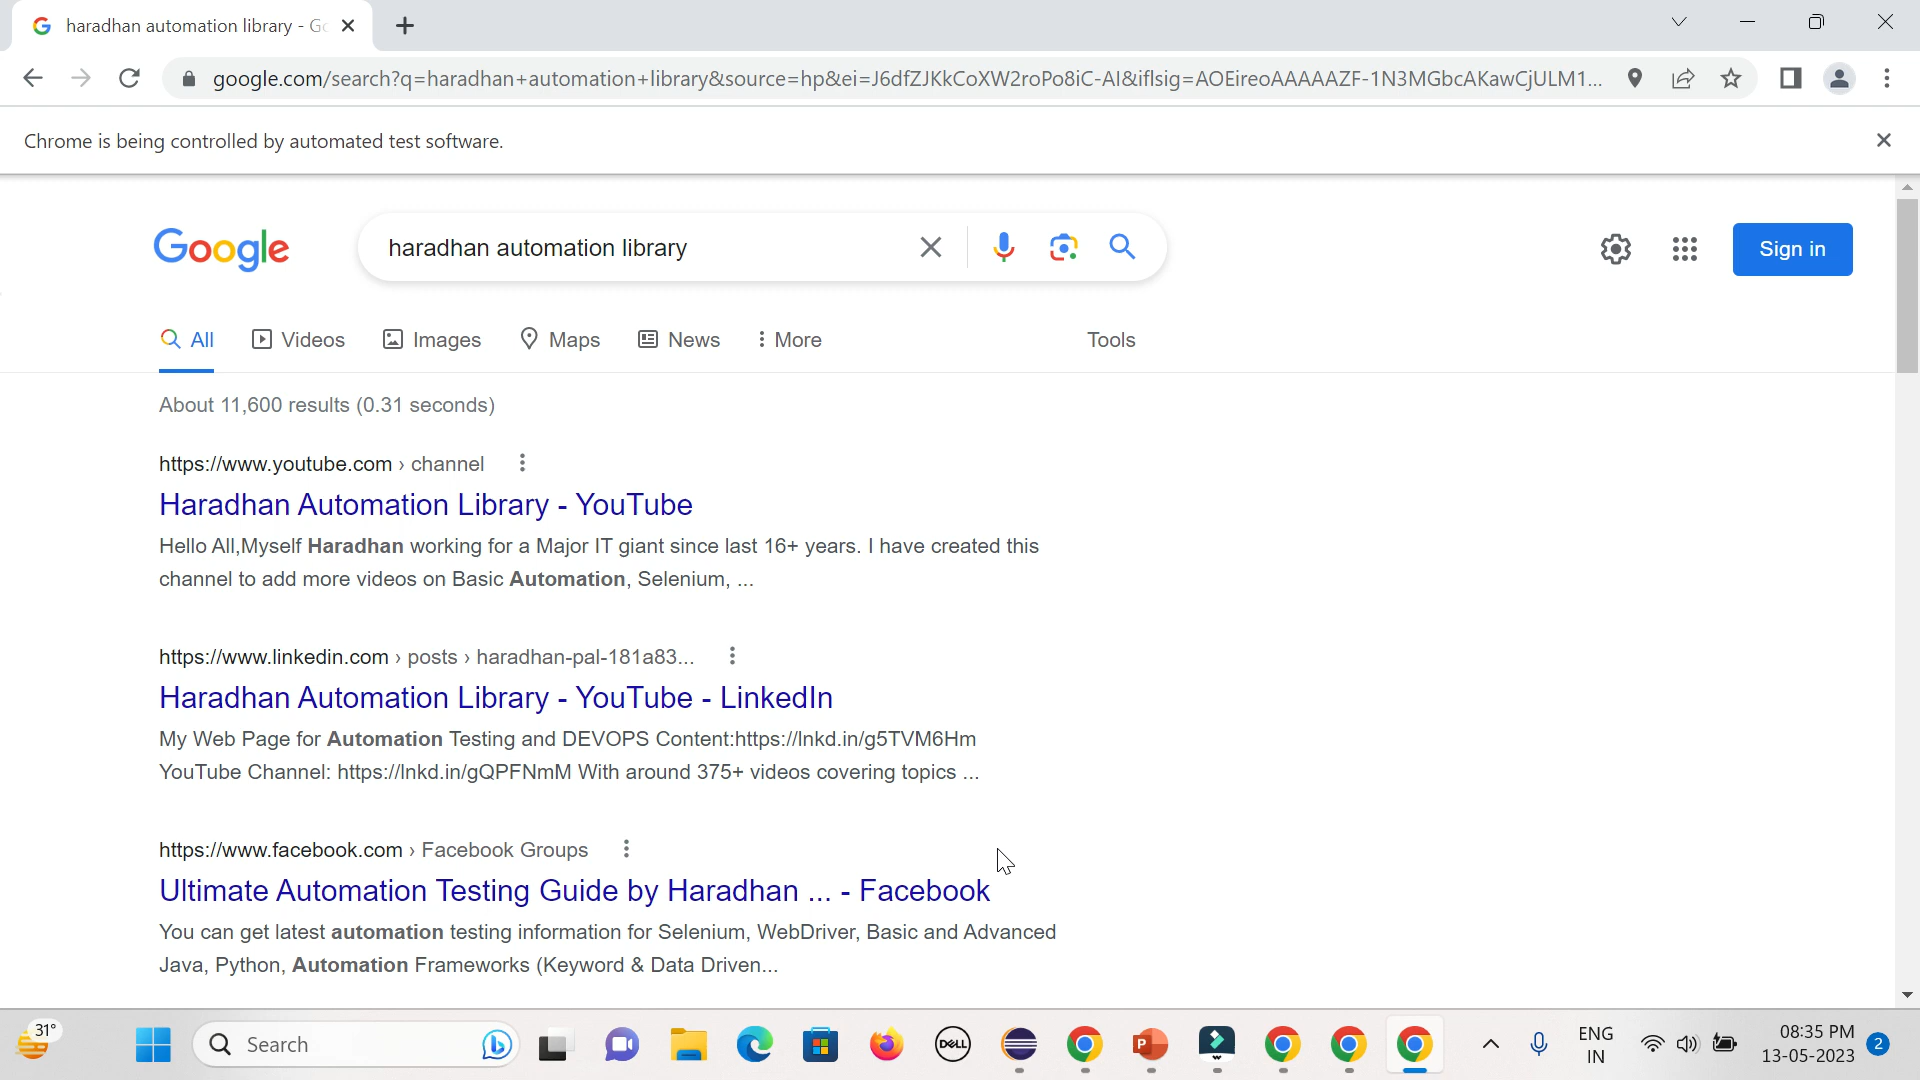 haradhan automation library - Go
google.com/search?q=haradhan+automation+library&source=hp&ei=J6dfZJKkCoXW2roPo8iC-AI&iflsig=AOEireoAAAAAZF-1N3MGbcAKawCjULM1...
Chrome is being controlled by automated test software.
Google
haradhan automation library
Sign in
All Videos Images Maps News More Tools
About 11,600 results (0.31 seconds)
https://www.youtube.com › channel
Haradhan Automation Library - YouTube
Hello All,Myself Haradhan working for a Major IT giant since last 16+ years. I have created this
channel to add more videos on Basic Automation, Selenium, ...
https://www.linkedin.com › posts › haradhan-pal-181a83...
Haradhan Automation Library - YouTube - LinkedIn
My Web Page for Automation Testing and DEVOPS Content:https://lnkd.in/g5TVM6Hm
YouTube Channel: https://lnkd.in/gQPFNmM With around 375+ videos covering topics ...
https://www.facebook.com › Facebook Groups
Ultimate Automation Testing Guide by Haradhan ... - Facebook
You can get latest automation testing information for Selenium, WebDriver, Basic and Advanced
Java, Python, Automation Frameworks (Keyword & Data Driven...
31°
Search
DELL
P
ENG
IN
08:35 PM
13-05-2023
2